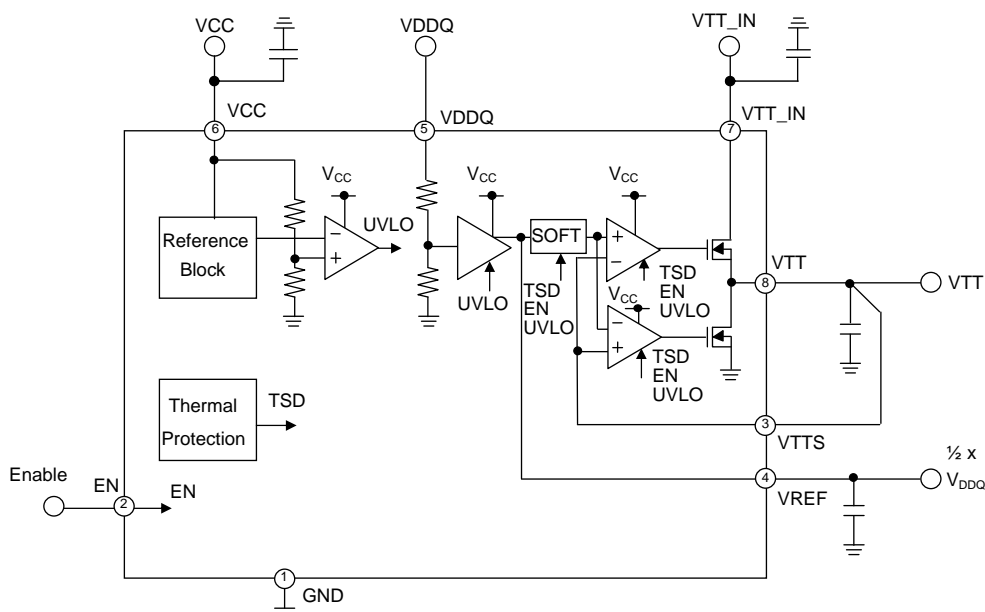 VCC
VDDQ
VTT_IN
VCC
VDDQ
VTT_IN
6
5
7
VCC
VCC
VCC
Reference
Block
−
+
UVLO
UVLO
SOFT
TSD
EN
UVLO
+
−
TSD
EN
UVLO
VCC
−
+
TSD
EN
UVLO
VTT
8
VTT
Thermal
Protection
TSD
3
VTTS
½ x
VDDQ
4
VREF
Enable
EN
2
EN
1
GND